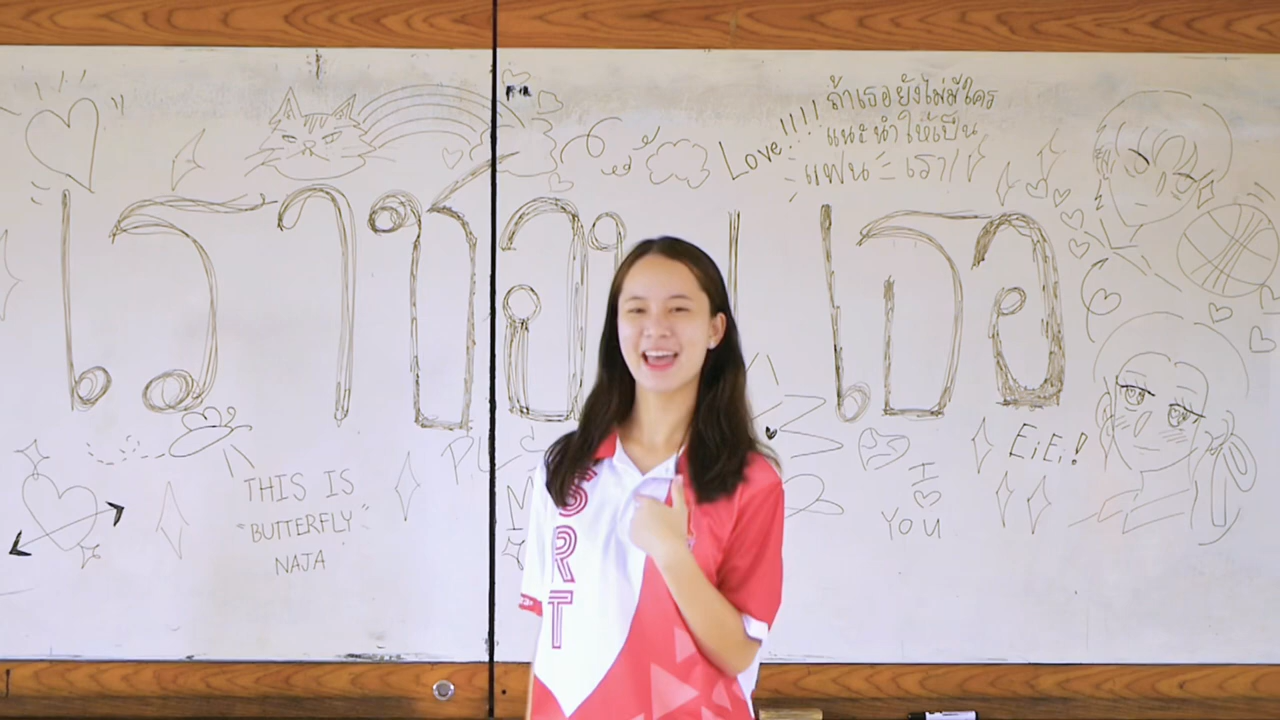 Love!!!!
ถ้าเธอยังไม่มีใคร
แนะนำให้เป็น
แฟน เรา
เราชอบเธอ
EiEi!
I
YOU
THIS IS
"BUTTERFLY"
NAJA
SRT